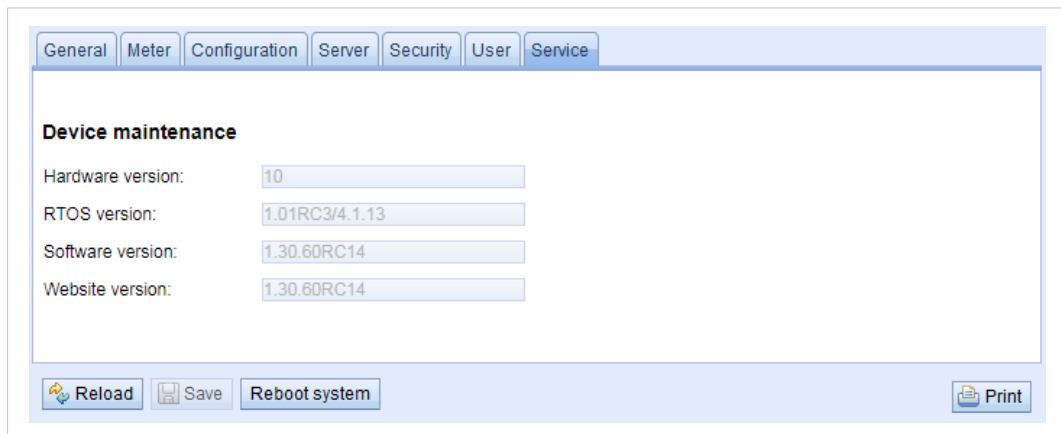 General Meter Configuration Server Security User Service
Device maintenance
Hardware version: 10
RTOS version: 1.01RC3/4.1.13
Software version: 1.30.60RC14
Website version: 1.30.60RC14
Reload Save Reboot system Print